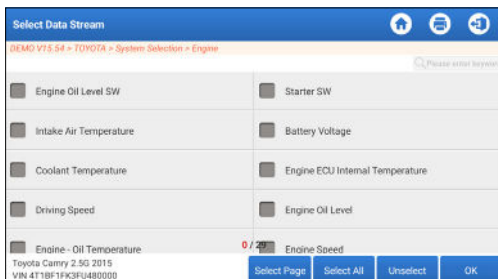 Select Data Stream
DEMO V15.54 > TOYOTA > System Selection > Engine
Please enter keywor
Engine Oil Level SW
Starter SW
Intake Air Temperature
Battery Voltage
Coolant Temperature
Engine ECU Internal Temperature
Driving Speed
Engine Oil Level
Engine - Oil Temperature
0 / 29
Engine Speed
Toyota Camry 2.5G 2015
VIN 4T1BF1FK3FU480000
Select Page
Select All
Unselect
OK